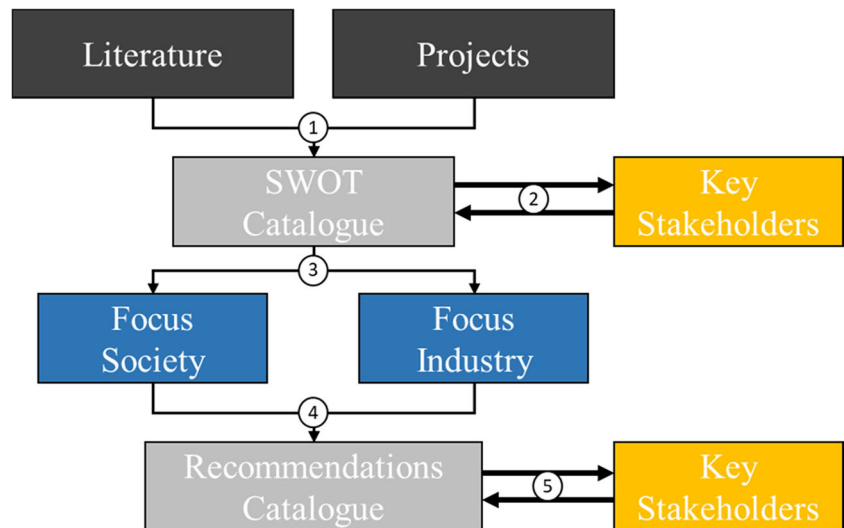 Literature
Projects
1
SWOT
Catalogue
2
Key
Stakeholders
3
Focus
Society
Focus
Industry
4
Recommendations
Catalogue
5
Key
Stakeholders